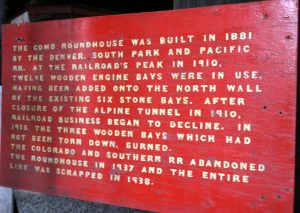 THE COMO ROUNDHOUSE WAS BUILT IN 1881
BY THE DENVER, SOUTH PARK AND PACIFIC
RR. AT THE RAILROAD'S PEAK IN 1910,
TWELVE WOODEN ENGINE BAYS WERE IN USE,
HAVING BEEN ADDED ONTO THE NORTH WALL
OF THE EXISTING SIX STONE BAYS. AFTER
CLOSURE OF THE ALPINE TUNNEL IN 1910,
RAILROAD BUSINESS BEGAN TO DECLINE. IN
1935, THE THREE WOODEN BAYS WHICH HAD
NOT BEEN TORN DOWN, BURNED.
THE COLORADO AND SOUTHERN RR ABANDONED
THE ROUNDHOUSE IN 1937 AND THE ENTIRE
LINE WAS SCRAPPED IN 1938.